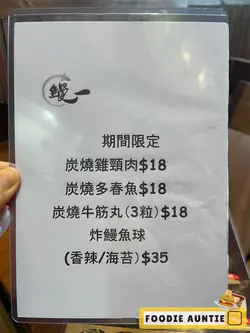 鰻一
期間限定
炭燒雞頸肉$18
炭燒多春魚$18
炭燒牛筋丸(3粒)$18
炸鰻魚球
(香辣/海苔)$35
FOODIE AUNTIE